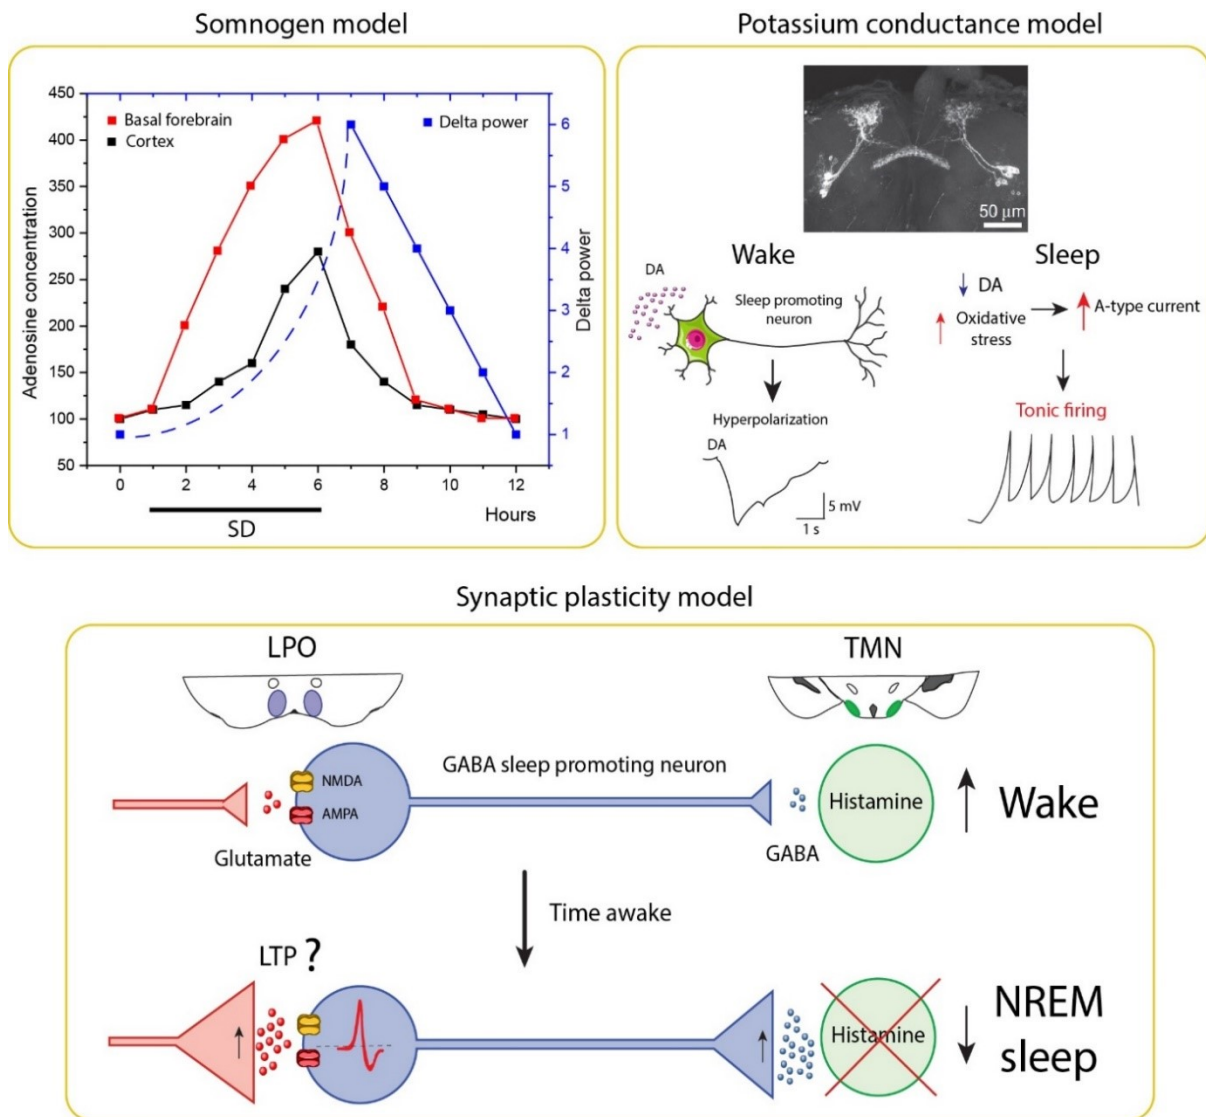 Somnogen model
450
400
350
300
250
200
150
100
50
Adenosine concentration
Basal forebrain
Cortex
Delta power
6
5
4
3
2
1
Delta power
0
2
4
6
8
10
12
Hours
SD
Potassium conductance model
50 μm
Wake
DA
Sleep promoting
neuron
Hyperpolarization
DA
5 mV
1 s
Sleep
DA
Oxidative
stress
A-type current
Tonic firing
Synaptic plasticity model
LPO
TMN
NMDA
AMPA
Glutamate
GABA sleep promoting neuron
GABA
Histamine
Wake
Time awake
LTP ?
Histamine
NREM
sleep